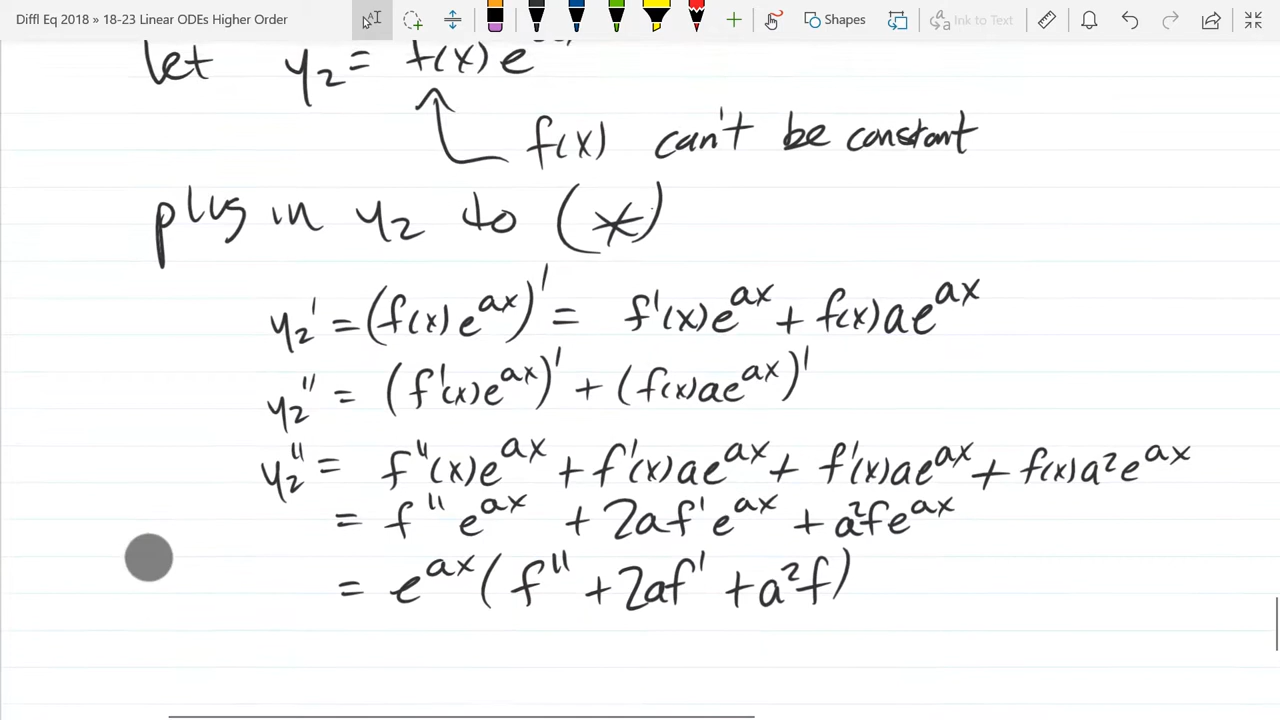 Diffl Eq 2018 » 18-23 Linear ODEs Higher Order
Shapes
Ink to Text
let y₂ = f(x) e
f(x) can't be constant
plug in y₂ to (*)
y₂' = (f(x)e^{ax})' = f'(x)e^{ax} + f(x)ae^{ax}
y₂'' = (f'(x)e^{ax})' + (f(x)ae^{ax})'
y₂'' = f''(x)e^{ax} + f'(x)ae^{ax} + f'(x)ae^{ax} + f(x)a²e^{ax}
= f'' e^{ax} + 2af'e^{ax} + a²fe^{ax}
= e^{ax}(f'' + 2af' + a²f)